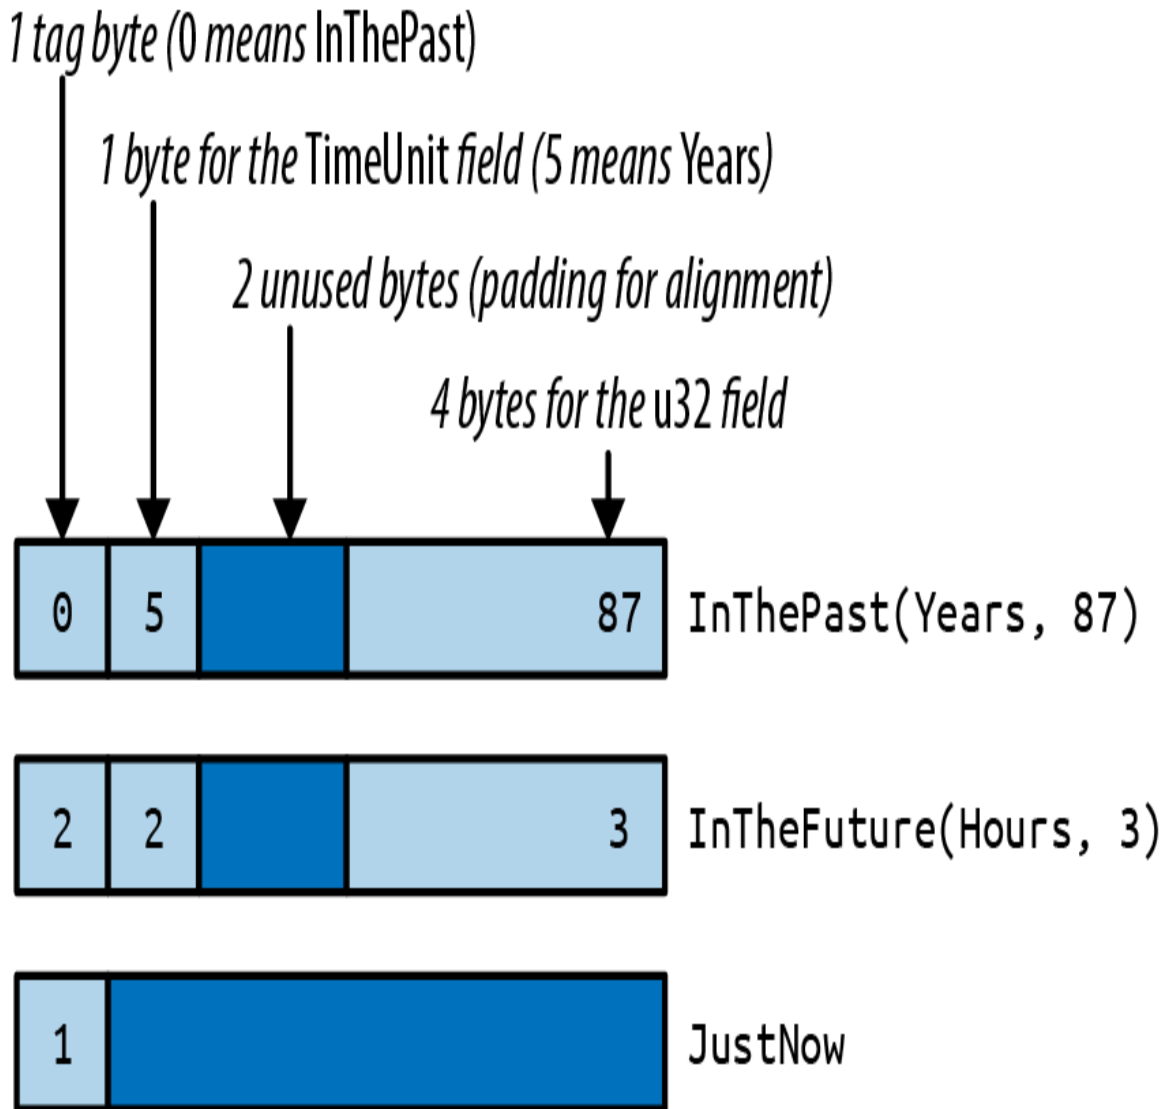 1 tag byte (0 means InThePast)
1 byte for the TimeUnit field (5 means Years)
2 unused bytes (padding for alignment)
4 bytes for the u32 field
0 5 87 InThePast(Years, 87)
2 2 3 InTheFuture(Hours, 3)
1 JustNow